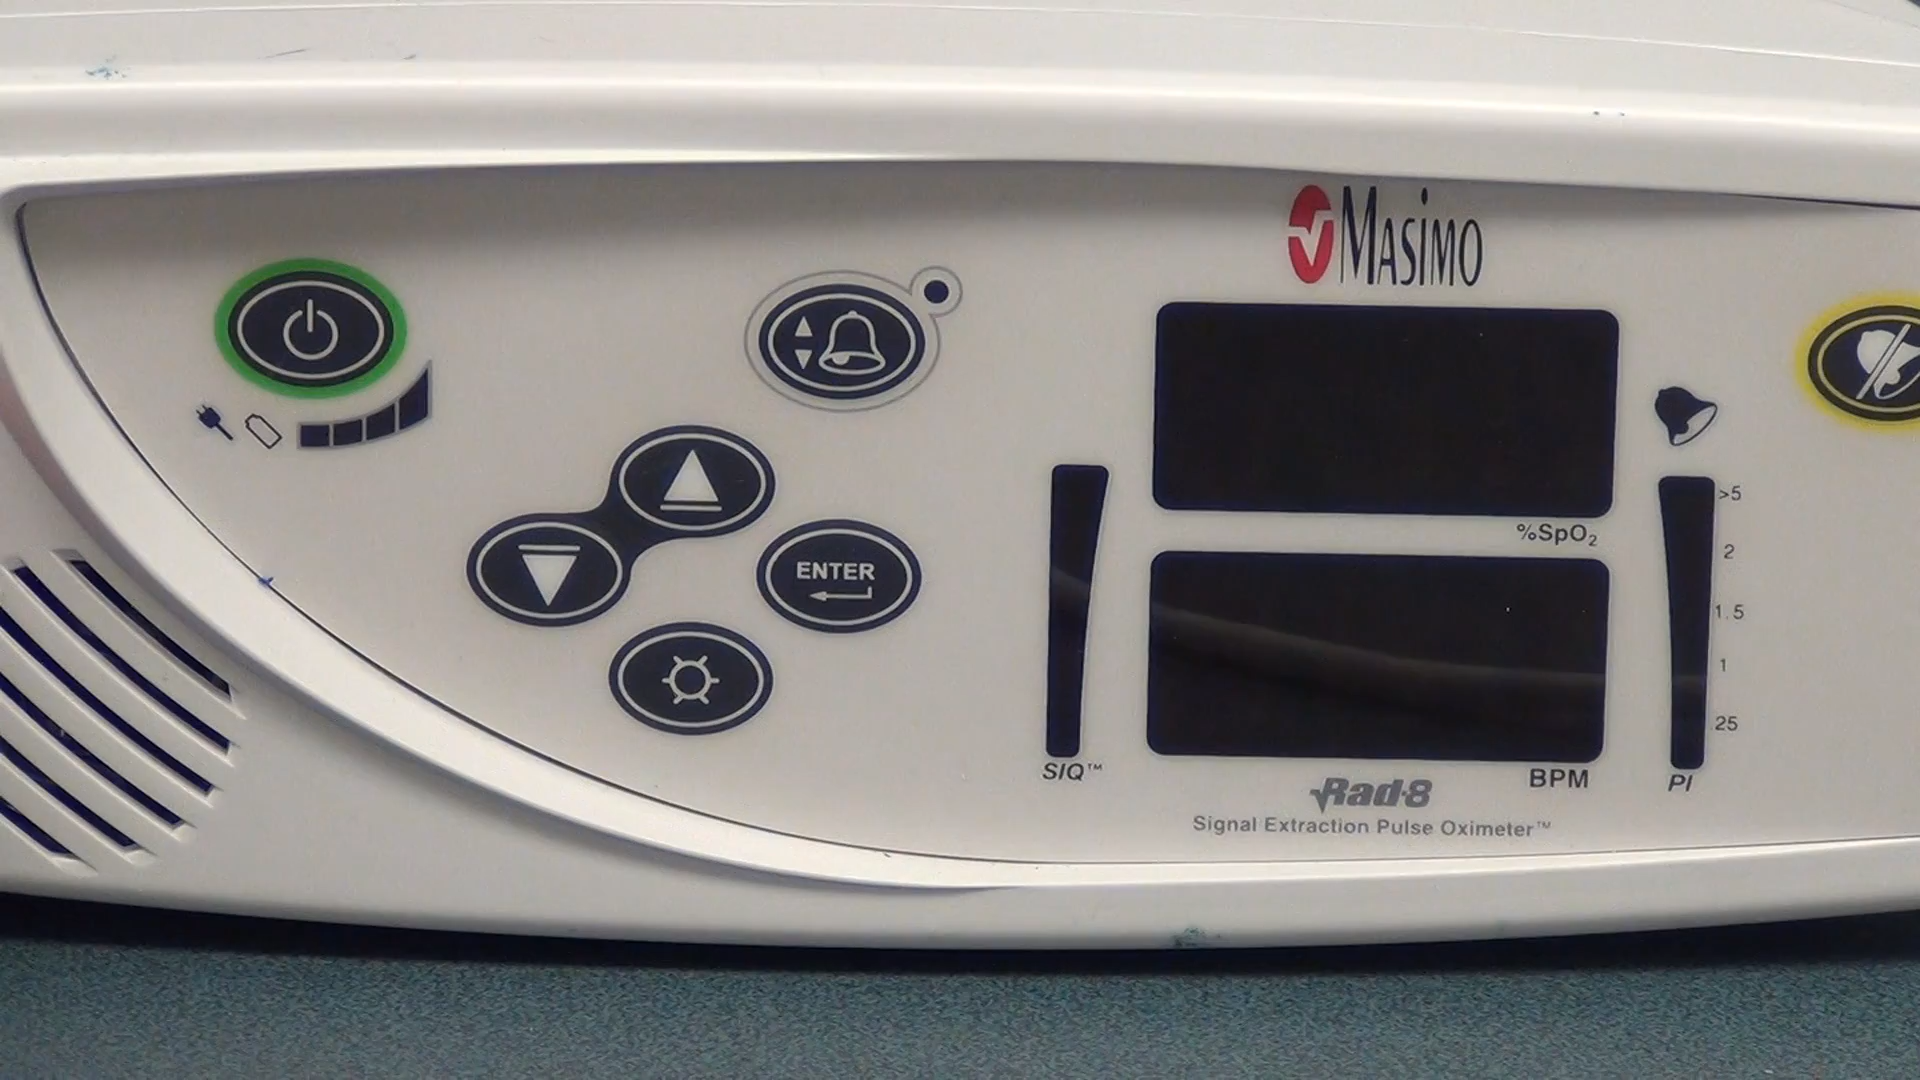 MASIMO
ENTER
%SpO₂
>5
2
1.5
1
.25
SIQ™
BPM
PI
Rad-8
Signal Extraction Pulse Oximeter™